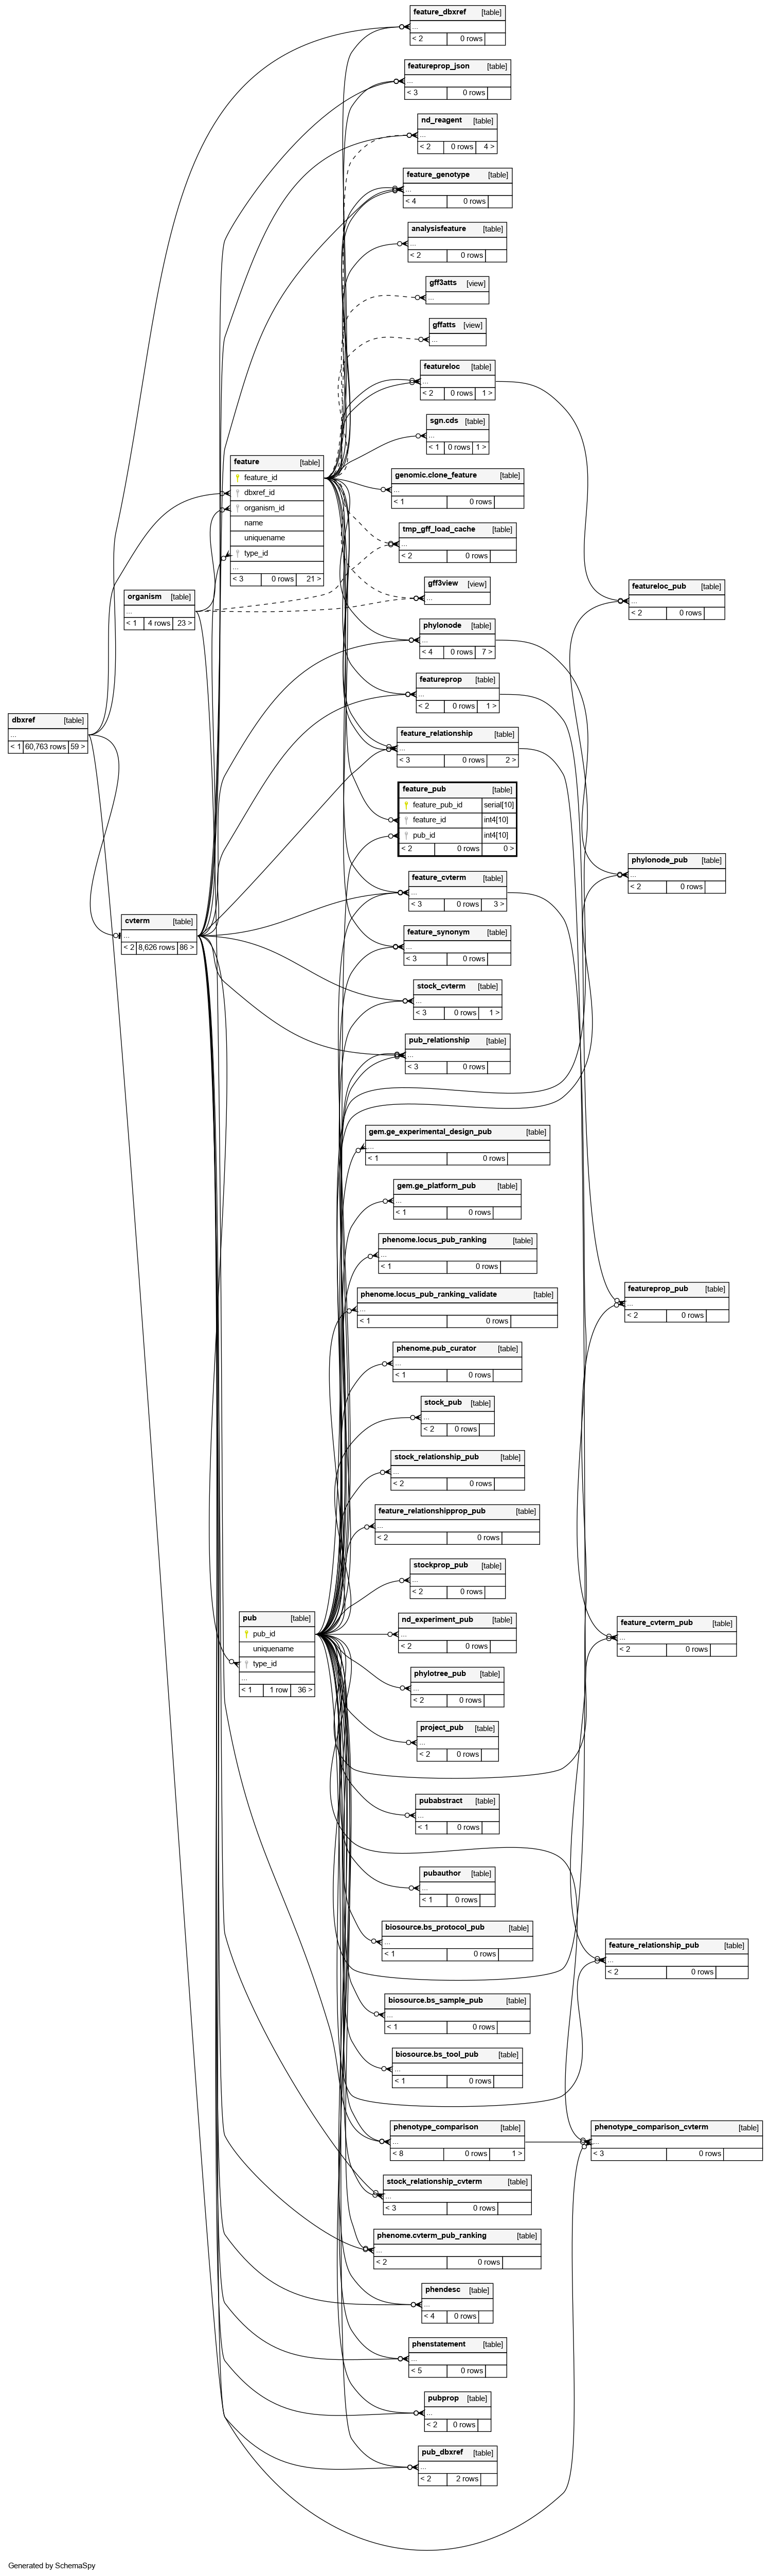 feature_dbxref [table]
...
< 2 0 rows
featureprop_json [table]
...
< 3 0 rows
nd_reagent [table]
...
< 2 0 rows 4 >
feature_genotype [table]
...
< 4 0 rows
analysisfeature [table]
...
< 2 0 rows
gff3atts [view]
...
gffatts [view]
...
featureloc [table]
...
< 2 0 rows 1 >
sgn.cds [table]
...
< 1 0 rows 1 >
feature [table]
feature_id
dbxref_id
organism_id
name
uniquename
type_id
...
< 3 0 rows 21 >
genomic.clone_feature [table]
...
< 1 0 rows
tmp_gff_load_cache [table]
...
< 2 0 rows
gff3view [view]
...
featureloc_pub [table]
...
< 2 0 rows
organism [table]
...
< 1 4 rows 23 >
phylonode [table]
...
< 4 0 rows 7 >
featureprop [table]
...
< 2 0 rows 1 >
dbxref [table]
...
< 1 60,763 rows 59 >
feature_relationship [table]
...
< 3 0 rows 2 >
feature_pub [table]
feature_pub_id serial[10]
feature_id int4[10]
pub_id int4[10]
< 2 0 rows 0 >
phylonode_pub [table]
...
< 2 0 rows
feature_cvterm [table]
...
< 3 0 rows 3 >
cvterm [table]
...
< 2 8,626 rows 86 >
feature_synonym [table]
...
< 3 0 rows
stock_cvterm [table]
...
< 3 0 rows 1 >
pub_relationship [table]
...
< 3 0 rows
gem.ge_experimental_design_pub [table]
...
< 1 0 rows
gem.ge_platform_pub [table]
...
< 1 0 rows
phenome.locus_pub_ranking [table]
...
< 1 0 rows
phenome.locus_pub_ranking_validate [table]
...
< 1 0 rows
featureprop_pub [table]
...
< 2 0 rows
phenome.pub_curator [table]
...
< 1 0 rows
stock_pub [table]
...
< 2 0 rows
stock_relationship_pub [table]
...
< 2 0 rows
feature_relationshipprop_pub [table]
...
< 2 0 rows
stockprop_pub [table]
...
< 2 0 rows
pub [table]
pub_id
uniquename
type_id
...
< 1 1 row 36 >
nd_experiment_pub [table]
...
< 2 0 rows
feature_cvterm_pub [table]
...
< 2 0 rows
phylotree_pub [table]
...
< 2 0 rows
project_pub [table]
...
< 2 0 rows
pubabstract [table]
...
< 1 0 rows
pubauthor [table]
...
< 1 0 rows
biosource.bs_protocol_pub [table]
...
< 1 0 rows
feature_relationship_pub [table]
...
< 2 0 rows
biosource.bs_sample_pub [table]
...
< 1 0 rows
biosource.bs_tool_pub [table]
...
< 1 0 rows
phenotype_comparison [table]
...
< 8 0 rows 1 >
phenotype_comparison_cvterm [table]
...
< 3 0 rows
stock_relationship_cvterm [table]
...
< 3 0 rows
phenome.cvterm_pub_ranking [table]
...
< 2 0 rows
phendesc [table]
...
< 4 0 rows
phenstatement [table]
...
< 5 0 rows
pubprop [table]
...
< 2 0 rows
pub_dbxref [table]
...
< 2 2 rows
Generated by SchemaSpy